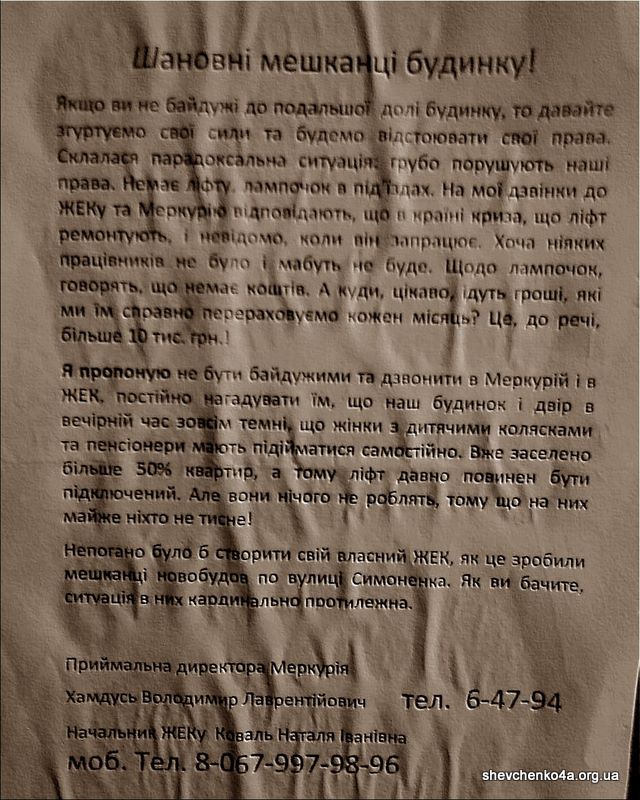 Шановні мешканці будинку!
Якщо ви не байдужі до подальшої долі будинку, то давайте
згуртуємо свої сили та будемо відстоювати свої права.
Склалася парадоксальна ситуація: грубо порушують наші
права. Немає ліфту, лампочок в під'їздах. На мої дзвінки до
ЖЕКу та Меркурію відповідають, що в країні криза, що ліфт
ремонтують, і невідомо, коли він запрацює. Хоча ніяких
працівників не було і мабуть не буде. Щодо лампочок,
говорять, що немає коштів. А куди, цікаво, ідуть гроші, які
ми їм справно перераховуємо кожен місяць? Це, до речі,
більше 10 тис. грн.!
Я пропоную не бути байдужими та дзвонити в Меркурій і в
ЖЕК, постійно нагадувати їм, що наш будинок і двір в
вечірній час зовсім темні, що жінки з дитячими колясками
та пенсіонери мають підійматися самостійно. Вже заселено
більше 50% квартир, а тому ліфт давно повинен бути
підключений. Але вони нічого не роблять, тому що на них
майже ніхто не тисне!
Непогано було б створити свій власний ЖЕК, як це зробили
мешканці новобудов по вулиці Симоненка. Як ви бачите,
ситуація в них кардинально протилежна.
Приймальна директора Меркурія
Хамдусь Володимир Лаврентійович тел. 6-47-94
Начальник ЖЕКу Коваль Наталя Іванівна
моб. Тел. 8-067-997-98-96
shevchenko4a.org.ua